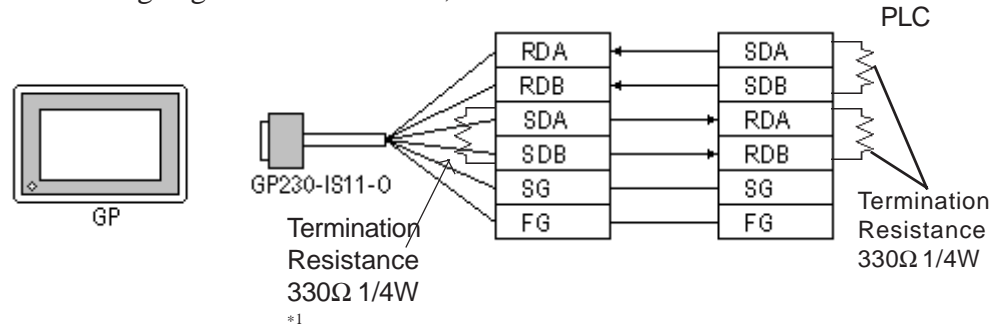 PLC
RDA SDA
RDB SDB
SDA RDA
SDB RDB
SG SG
FG FG
GP
GP230-IS11-O
Termination
Resistance
330Ω 1/4W
*1
Termination
Resistance
330Ω 1/4W